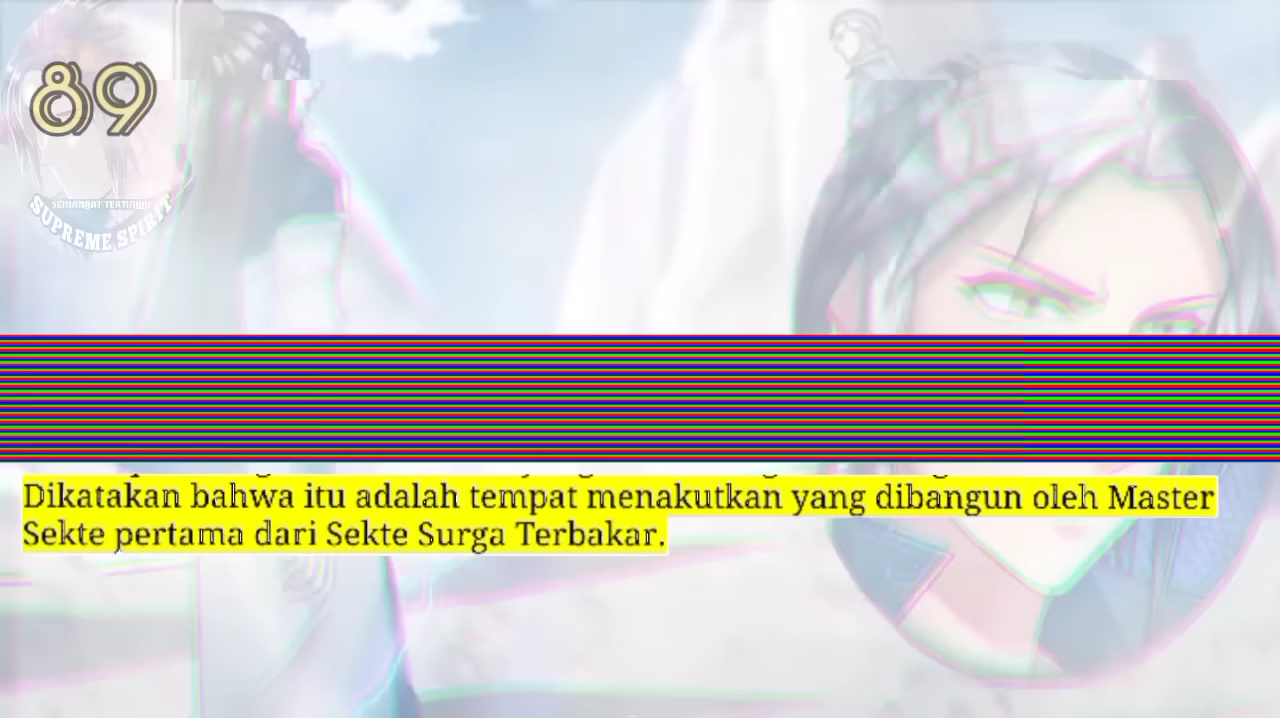 89
SEMANGAT TERTINGGI
SUPREME SPIRIT
Dikatakan bahwa itu adalah tempat menakutkan yang dibangun oleh Master
Sekte pertama dari Sekte Surga Terbakar.